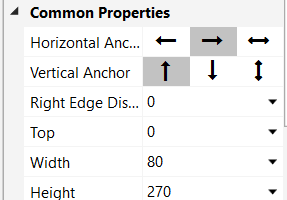 Common Properties
Horizontal Anc...
Vertical Anchor
Right Edge Dis... 0
Top 0
Width 80
Height 270